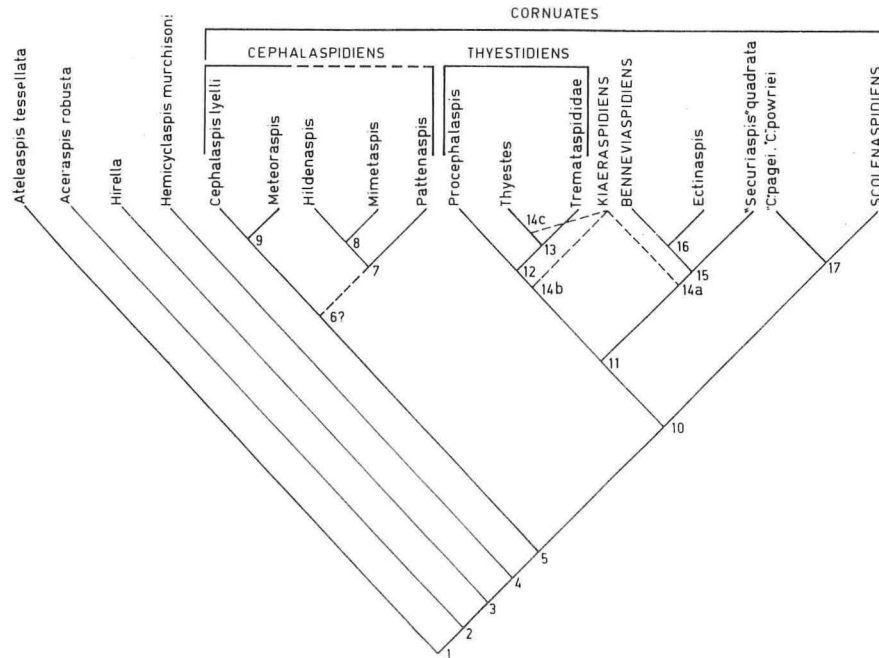 CORNUATES
CEPHALASPIDIENS
THYESTIDIENS
Ateleaspis tessellata
Aceraspis robusta
Hirella
Hemicyclaspis murchisoni
Cephalaspis lyelli
Meteoraspis
Hildenaspis
Mimetaspis
Pattenaspis
Procephalaspis
Thyestes
Tremataspididae
KIAERASPIDIENS
BENNEVIASPIDIENS
Ectinaspis
"Securiaspis" quadrata
"C" pagei. "C" powriei
SCOLENASPIDIENS
14c
9
8
13
16
7
12
15
17
14b
14a
6?
11
10
5
4
3
2
1